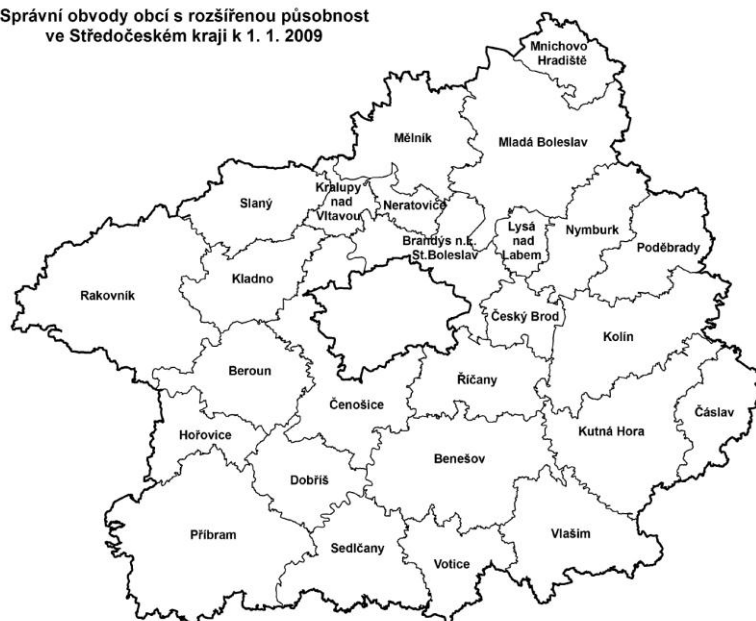 Správní obvody obcí s rozšířenou působnost
ve Středočeském kraji k 1. 1. 2009
Mnichovo
Hradiště
Mělník
Mladá Boleslav
Slaný
Kralupy
nad
Vltavou
Neratovice
Brandýs n.L.
St.Boleslav
Lysá
nad
Labem
Nymburk
Poděbrady
Rakovník
Kladno
Český Brod
Kolín
Beroun
Říčany
Čenošice
Čáslav
Hořovice
Kutná Hora
Benešov
Dobříš
Příbram
Sedlčany
Votice
Vlašim